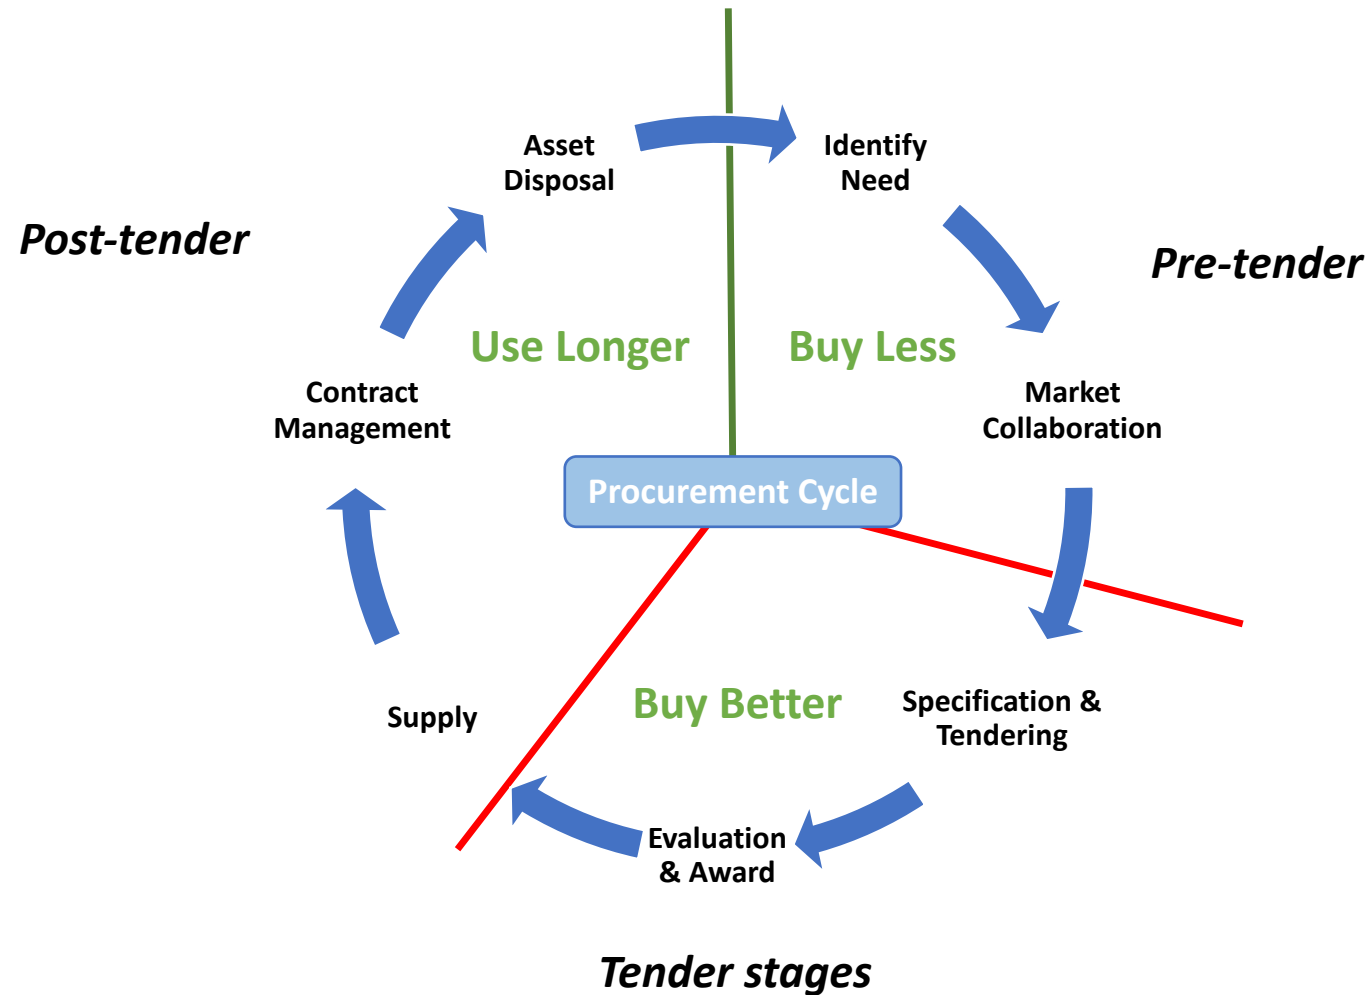 Asset
Disposal
Identify
Need
Post-tender
Pre-tender
Use Longer
Buy Less
Contract
Management
Market
Collaboration
Procurement Cycle
Supply
Buy Better
Specification &
Tendering
Evaluation
& Award
Tender stages